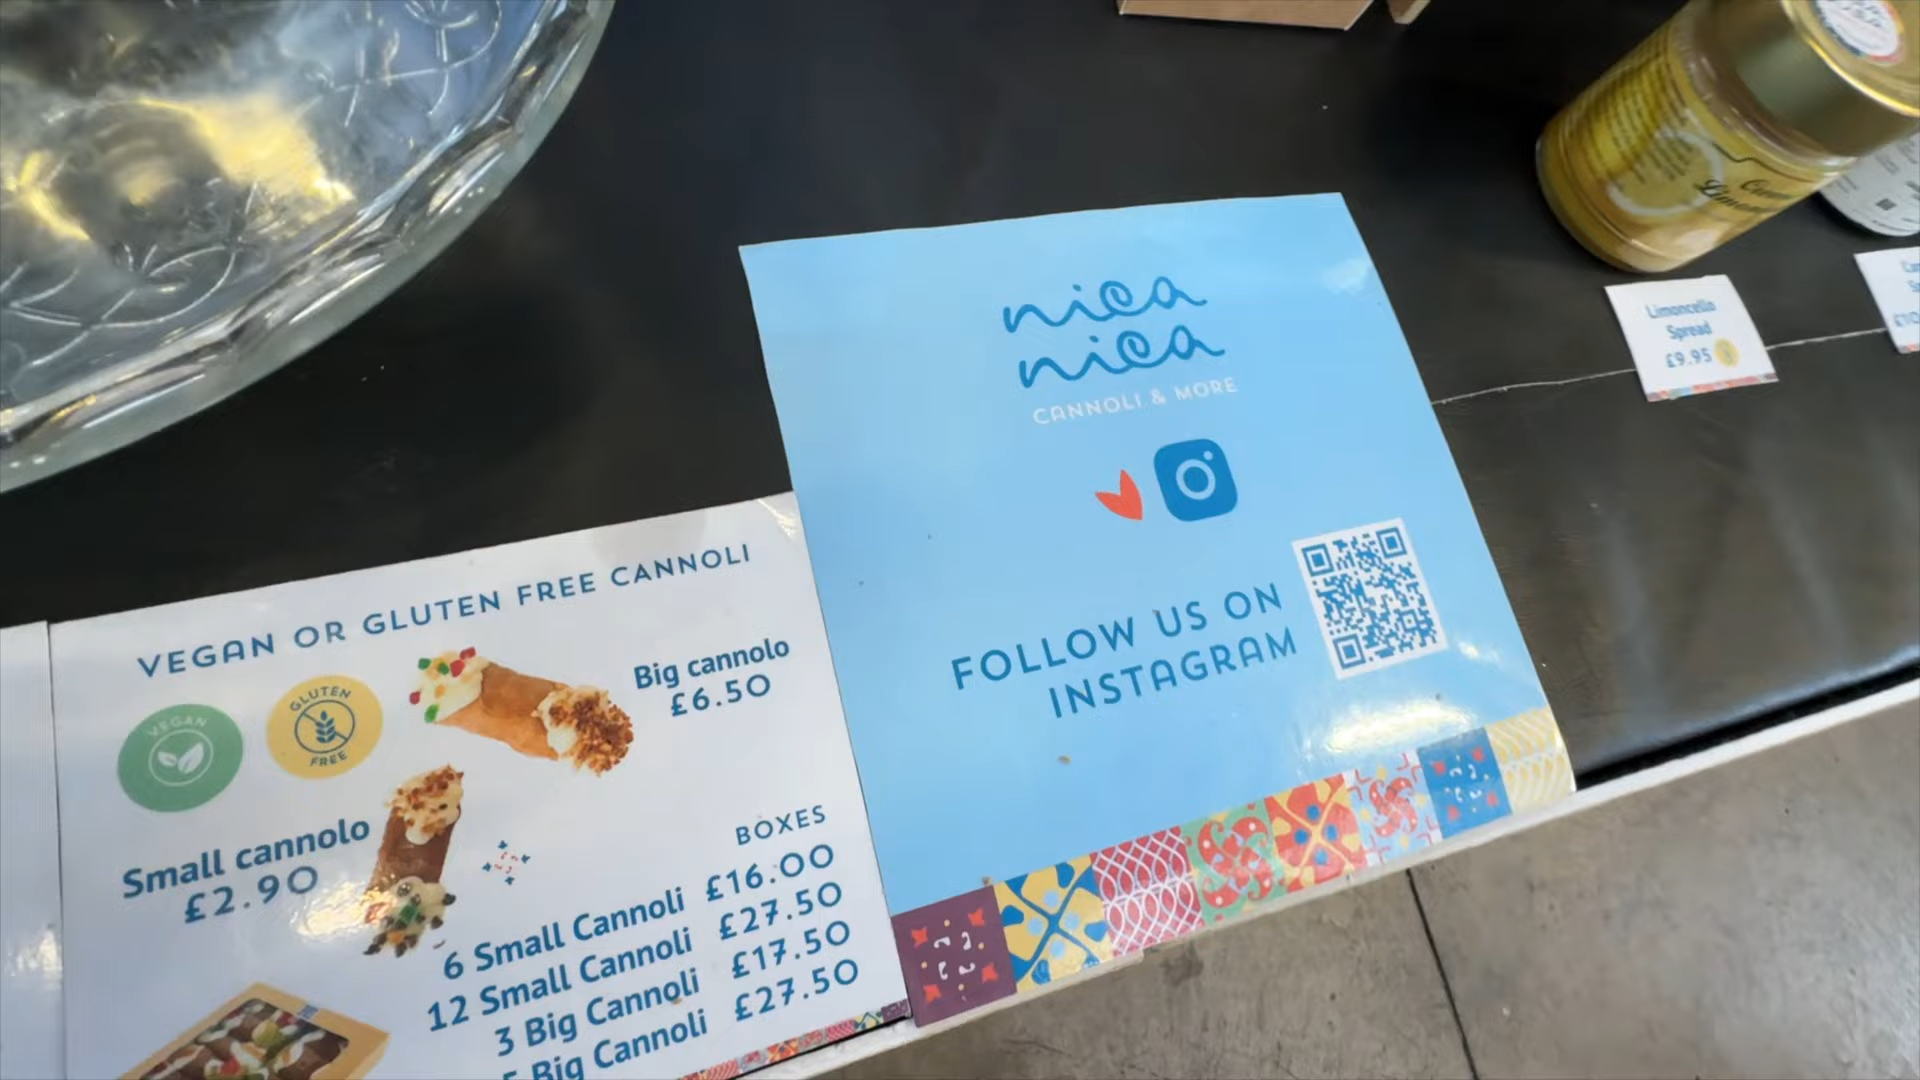 VEGAN OR GLUTEN FREE CANNOLI
VEGAN
GLUTEN
FREE
Big cannolo
£6.50
Small cannolo
£2.90
BOXES
6 Small Cannoli £16.00
12 Small Cannoli £27.50
3 Big Cannoli £17.50
5 Big Cannoli £27.50
nica
nica
CANNOLI & MORE
FOLLOW US ON
INSTAGRAM
Limoncello
Spread
£9.95